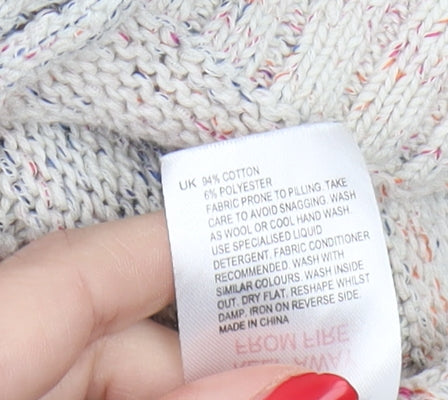 UK 94% COTTON
6% POLYESTER
FABRIC PRONE TO PILLING. TAKE
CARE TO AVOID SNAGGING. WASH
AS WOOL OR COOL HAND WASH.
USE SPECIALISED LIQUID
DETERGENT. FABRIC CONDITIONER
RECOMMENDED. WASH WITH
SIMILAR COLOURS. WASH INSIDE
OUT. DRY FLAT. RESHAPE WHILST
DAMP. IRON ON REVERSE SIDE.
MADE IN CHINA
FROM FIRE
KEEP AWAY